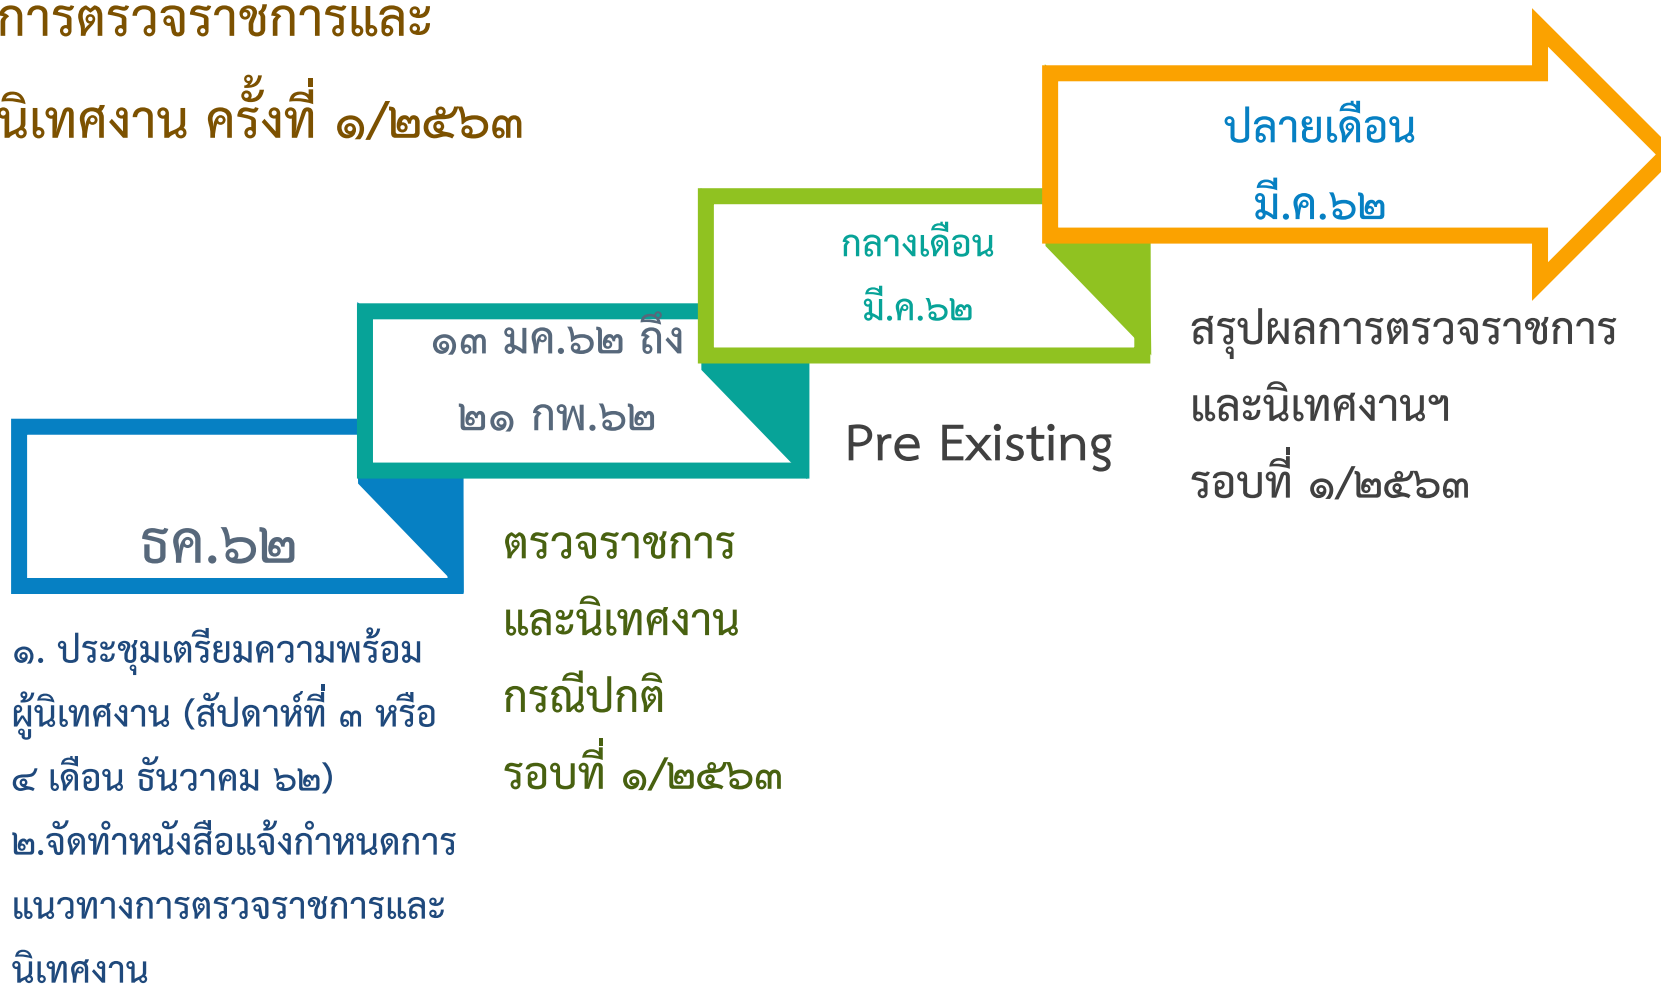 การตรวจราชการและ
นิเทศงาน ครั้งที่ ๑/๒๕๖๓
ธค.๖๒
๑. ประชุมเตรียมความพร้อม
ผู้นิเทศงาน (สัปดาห์ที่ ๓ หรือ
๔ เดือน ธันวาคม ๖๒)
๒.จัดทำหนังสือแจ้งกำหนดการ
แนวทางการตรวจราชการและ
นิเทศงาน
๑๓ มค.๖๒ ถึง
๒๑ กพ.๖๒
ตรวจราชการ
และนิเทศงาน
กรณีปกติ
รอบที่ ๑/๒๕๖๓
กลางเดือน
มี.ค.๖๒
Pre Existing
ปลายเดือน
มี.ค.๖๒
สรุปผลการตรวจราชการ
และนิเทศงานฯ
รอบที่ ๑/๒๕๖๓